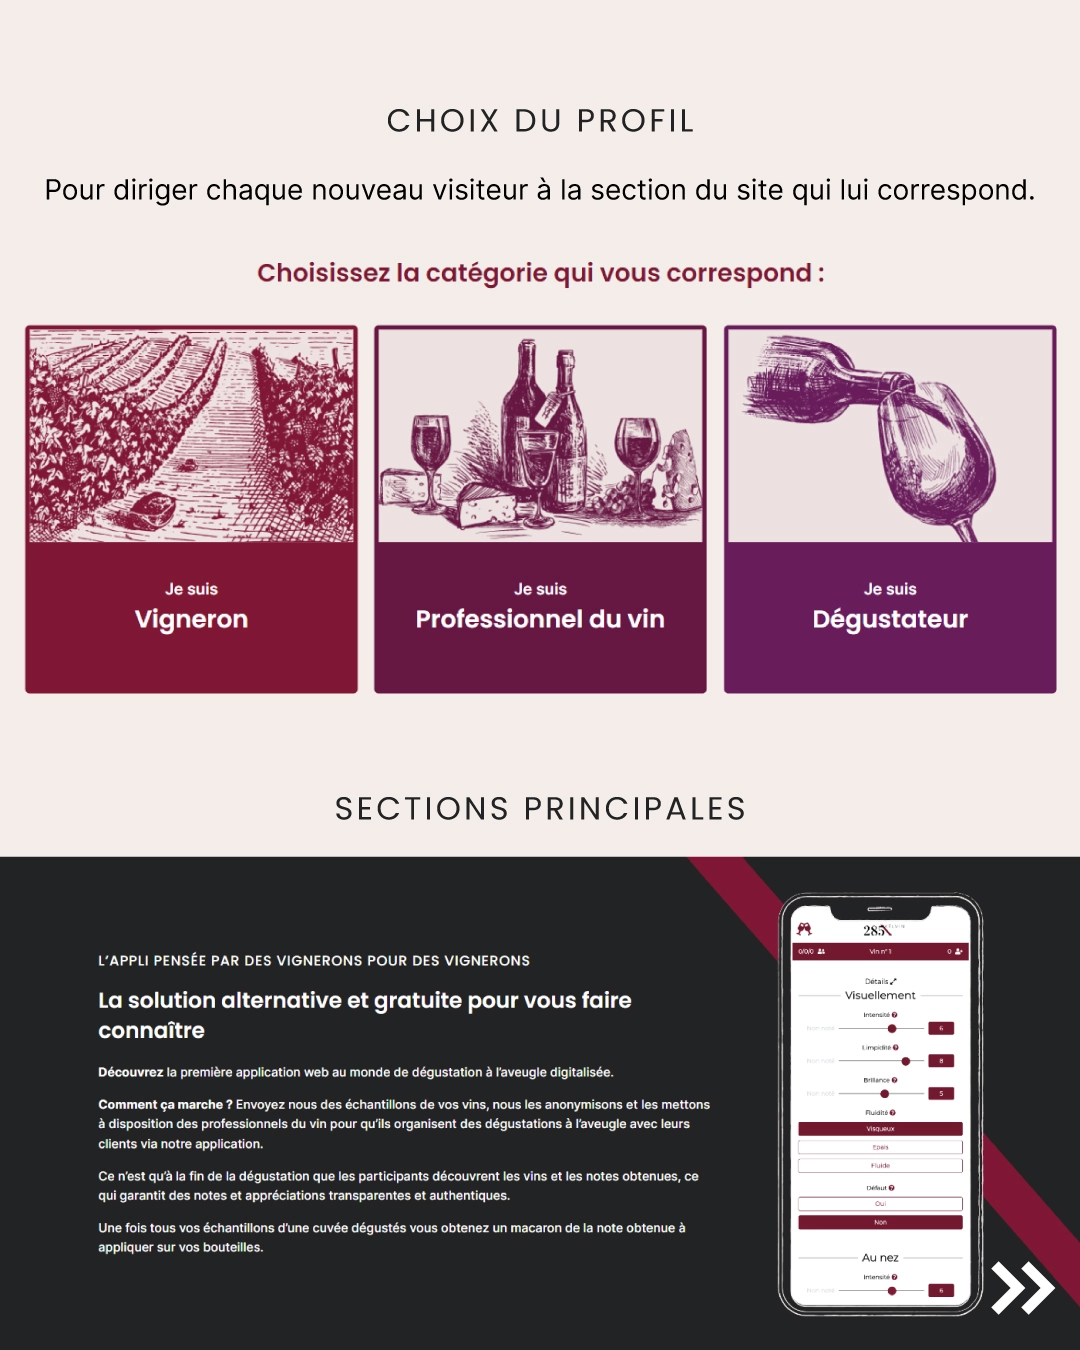 CHOIX DU PROFIL
Pour diriger chaque nouveau visiteur à la section du site qui lui correspond.
Choisissez la catégorie qui vous correspond :
Je suis
Vigneron
Je suis
Professionnel du vin
Je suis
Dégustateur
SECTIONS PRINCIPALES
L'APPLI PENSÉE PAR DES VIGNERONS POUR DES VIGNERONS
La solution alternative et gratuite pour vous faire
connaître
Découvrez la première application web au monde de dégustation à l'aveugle digitalisée.
Comment ça marche ? Envoyez nous des échantillons de vos vins, nous les anonymisons et les mettons
à disposition des professionnels du vin pour qu'ils organisent des dégustations à l'aveugle avec leurs
clients via notre application.
Ce n'est qu'à la fin de la dégustation que les participants découvrent les vins et les notes obtenues, ce
qui garantit des notes et appréciations transparentes et authentiques.
Une fois tous vos échantillons d'une cuvée dégustés vous obtenez un macaron de la note obtenue à
appliquer sur vos bouteilles.
285
0/0/0 Vin n° 1 0
Détails
Visuellement
Intensité
Non noté 6
Limpidité
Non noté 8
Brillance
Non noté 5
Fluidité
Visqueux
Epais
Fluide
Défaut
Oui
Non
Au nez
Intensité
Non noté 6